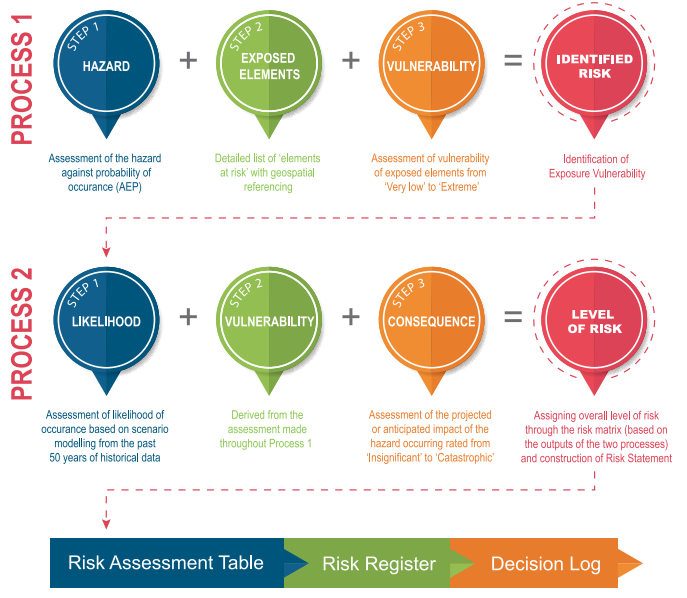 PROCESS 1
STEP 1
HAZARD
Assessment of the hazard
against probability of
occurance (AEP)
+
STEP 2
EXPOSED
ELEMENTS
Detailed list of ‘elements
at risk’ with geospatial
referencing
+
STEP 3
VULNERABILITY
Assessment of vulnerability
of exposed elements from
‘Very low’ to ‘Extreme’
=
IDENTIFIED
RISK
Identification of
Exposure Vulnerability
PROCESS 2
STEP 1
LIKELIHOOD
Assessment of likelihood of
occurance based on scenario
modelling from the past
50 years of historical data
+
STEP 2
VULNERABILITY
Derived from the
assessment made
throughout Process 1
+
STEP 3
CONSEQUENCE
Assessment of the projected
or anticipated impact of the
hazard occurring rated from
‘Insignificant’ to ‘Catastrophic’
=
LEVEL
OF RISK
Assigning overall level of risk
through the risk matrix (based
on the outputs of the two processes)
and construction of Risk Statement
Risk Assessment Table
Risk Register
Decision Log